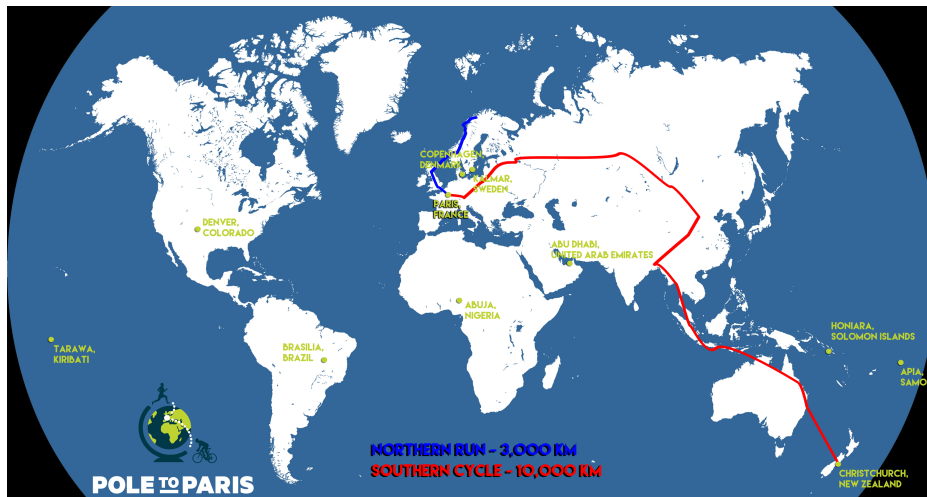 COPENHAGEN,
DENMARK
KALMAR,
SWEDEN
PARIS,
FRANCE
DENVER,
COLORADO
ABU DHABI,
UNITED ARAB EMIRATES
ABUJA,
NIGERIA
HONIARA,
SOLOMON ISLANDS
TARAWA,
KIRIBATI
BRASILIA,
BRAZIL
APIA,
SAMO
NORTHERN RUN - 3,000 KM
SOUTHERN CYCLE - 10,000 KM
CHRISTCHURCH,
NEW ZEALAND
POLE TO PARIS